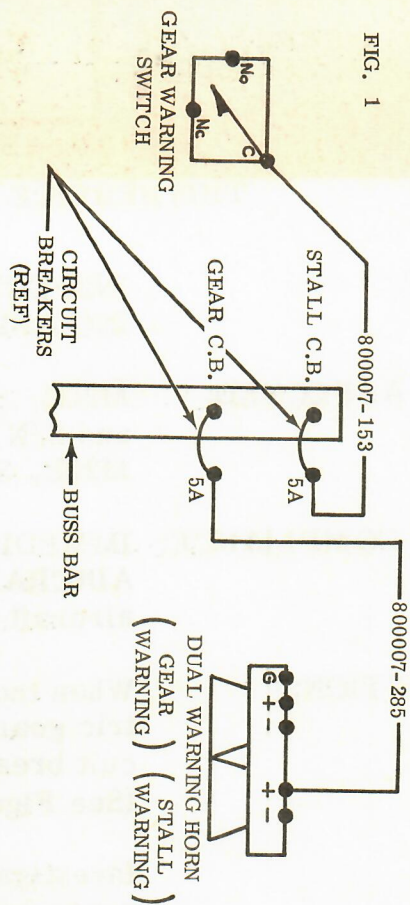 FIG. 1
800007-153
800007-285
STALL C.B.
5A
C
No
Nc
GEAR WARNING
SWITCH
GEAR C.B.
5A
G + - + -
DUAL WARNING HORN
(GEAR WARNING)
(STALL WARNING)
CIRCUIT
BREAKERS
(REF)
BUSS BAR